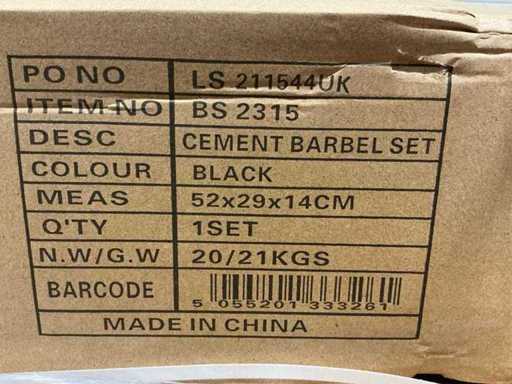 PO NO LS 211544UK
ITEM NO BS 2315
DESC CEMENT BARBEL SET
COLOUR BLACK
MEAS 52x29x14CM
Q'TY 1SET
N.W/G.W 20/21KGS
BARCODE 5 055201 333261
MADE IN CHINA